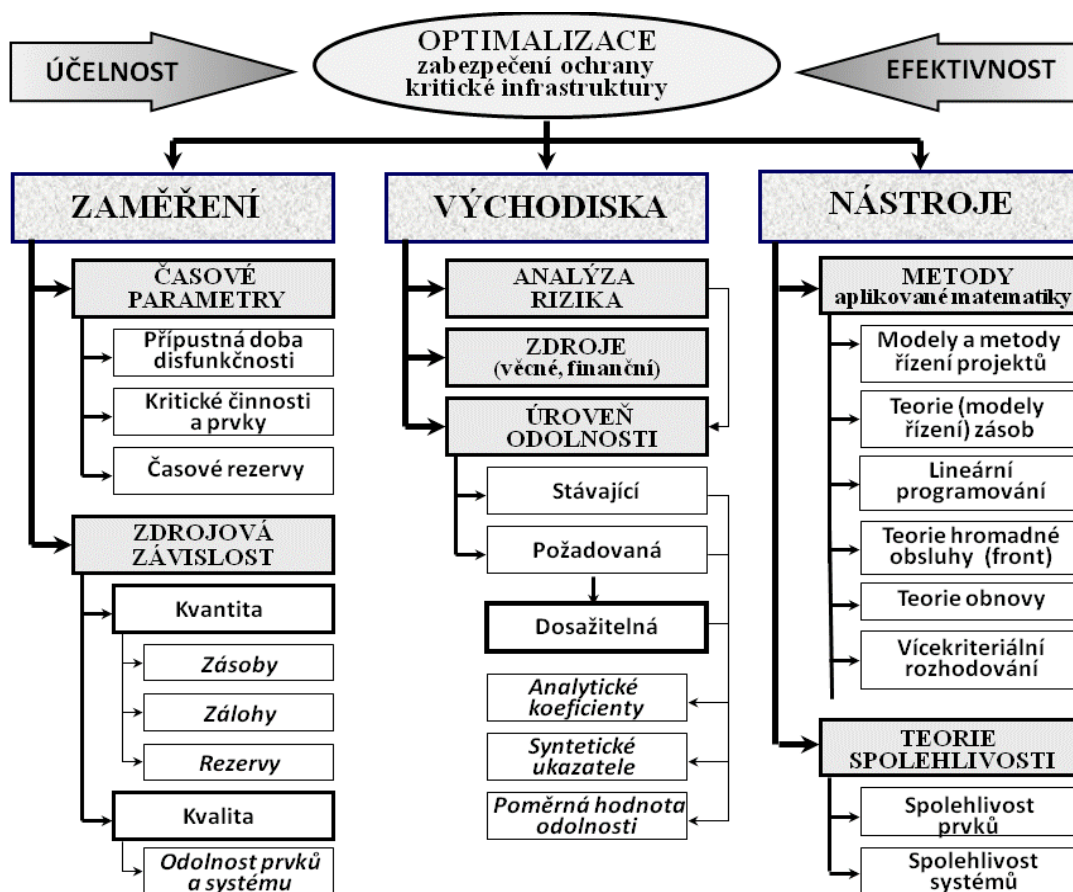 ÚČELNOST
OPTIMALIZACE
zabezpečení ochrany
kritické infrastruktury
EFEKTIVNOST
ZAMĚŘENÍ
ČASOVÉ
PARAMETRY
Přípustná doba
disfunkčnosti
Kritické činnosti
a prvky
Časové rezervy
ZDROJOVÁ
ZÁVISLOST
Kvantita
Zásoby
Zálohy
Rezervy
Kvalita
Odolnost prvků
a systému
VÝCHODISKA
ANALÝZA
RIZIKA
ZDROJE
(věcné, finanční)
ÚROVEŇ
ODOLNOSTI
Stávající
Požadovaná
Dosažitelná
Analytické
koeficienty
Syntetické
ukazatele
Poměrná hodnota
odolnosti
NÁSTROJE
METODY
aplikované matematiky
Modely a metody
řízení projektů
Teorie (modely
řízení) zásob
Lineární
programování
Teorie hromadné
obsluhy (front)
Teorie obnovy
Vícekriteriální
rozhodování
TEORIE
SPOLEHLIVOSTI
Spolehlivost
prvků
Spolehlivost
systémů